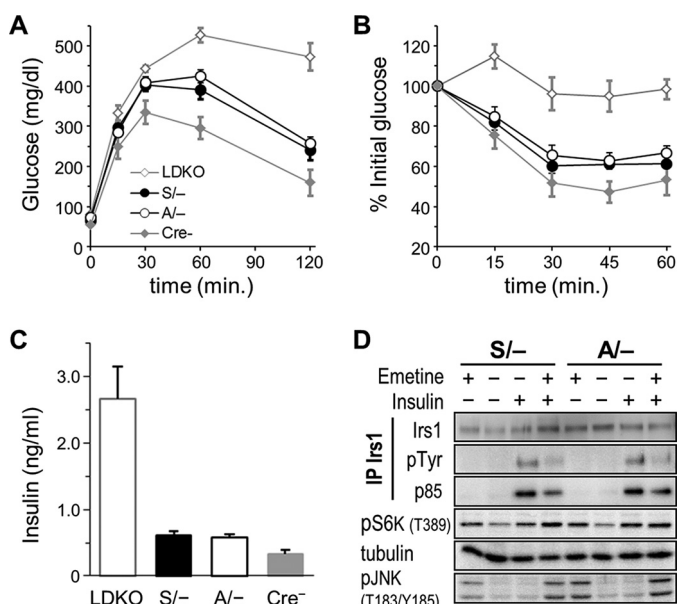 A
Glucose (mg/dl)
500
400
300
200
100
0
LDKO
S/–
A/–
Cre-
0 30 60 90 120
time (min.)
B
% Initial glucose
120
100
80
60
40
20
0 15 30 45 60
time (min.)
C
Insulin (ng/ml)
3.0
2.0
1.0
0
LDKO S/– A/– Cre–
D
S/– A/–
Emetine + – – + + – – +
Insulin – – + + – – + +
IP Irs1
Irs1
pTyr
p85
pS6K (T389)
tubulin
pJNK
(T183/Y185)